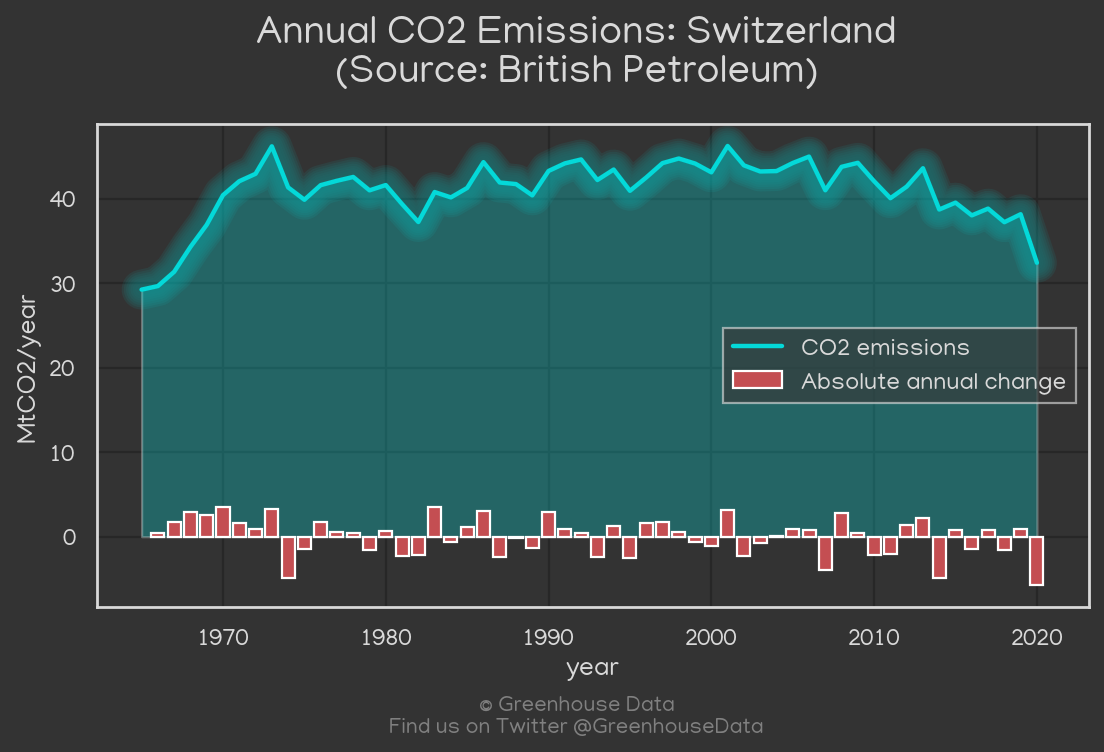 Annual CO2 Emissions: Switzerland
(Source: British Petroleum)
MtCO2/year
40
30
20
10
0
CO2 emissions
Absolute annual change
1970 1980 1990 2000 2010 2020
year
© Greenhouse Data
Find us on Twitter @GreenhouseData